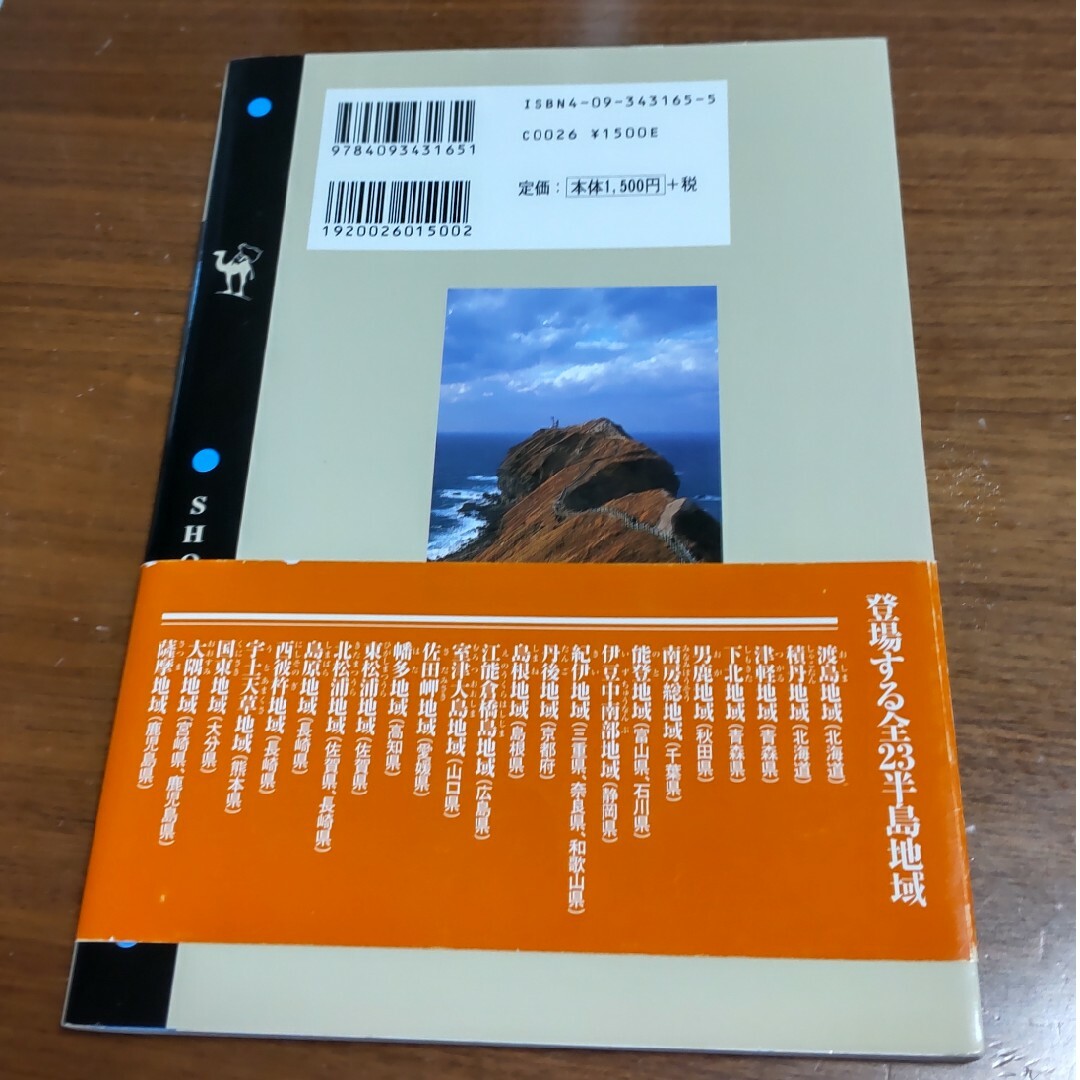 ISBN4-09-343165-5
C0026 ¥1500E
定価：本体1,500円+税
9784093431651
1920026015002
SHO
登場する全23半島地域
渡島地域(北海道)
積丹地域(北海道)
津軽地域(青森県)
下北地域(青森県)
男鹿地域(秋田県)
南房総地域(千葉県)
能登地域(富山県、石川県)
伊豆中南部地域(静岡県)
紀伊地域(三重県、奈良県、和歌山県)
丹後地域(京都府)
島根地域(島根県)
江能倉橋島地域(広島県)
室津大島地域(山口県)
佐田岬地域(愛媛県)
幡多地域(高知県)
東松浦地域(佐賀県)
北松浦地域(佐賀県、長崎県)
島原地域(長崎県)
西彼杵地域(長崎県)
宇土天草地域(熊本県)
国東地域(大分県)
大隅地域(宮崎県、鹿児島県)
薩摩地域(鹿児島県)